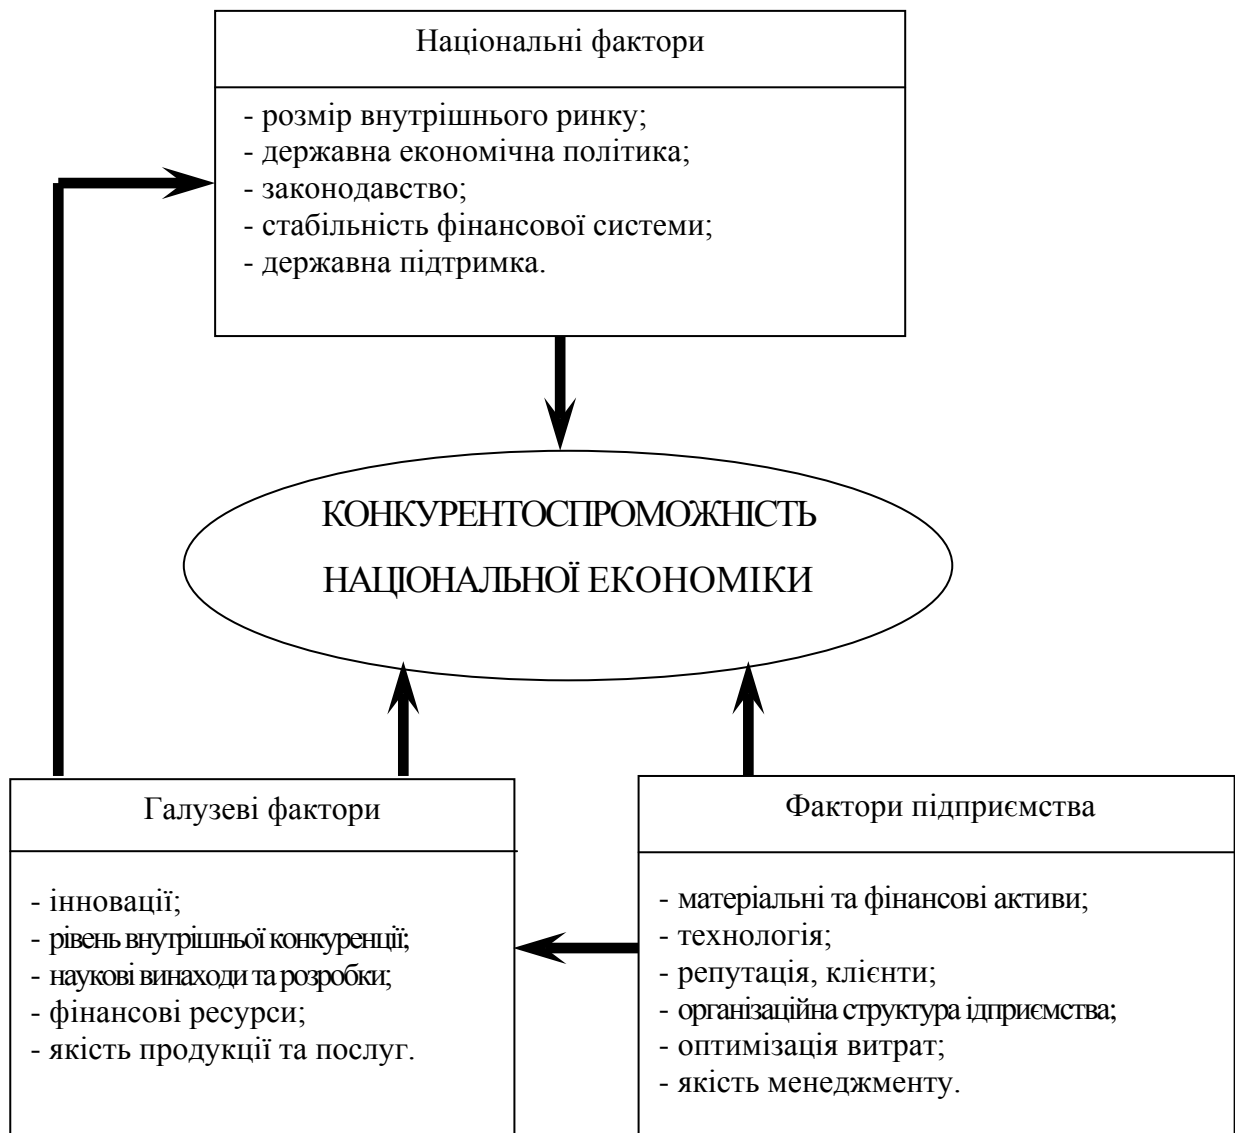 Національні фактори
- розмір внутрішнього ринку;
- державна економічна політика;
- законодавство;
- стабільність фінансової системи;
- державна підтримка.
КОНКУРЕНТОСПРОМОЖНІСТЬ
НАЦІОНАЛЬНОЇ ЕКОНОМІКИ
Галузеві фактори
- інновації;
- рівень внутрішньої конкуренції;
- наукові винаходи та розробки;
- фінансові ресурси;
- якість продукції та послуг.
Фактори підприємства
- матеріальні та фінансові активи;
- технологія;
- репутація, клієнти;
- організаційна структура ідприємства;
- оптимізація витрат;
- якість менеджменту.